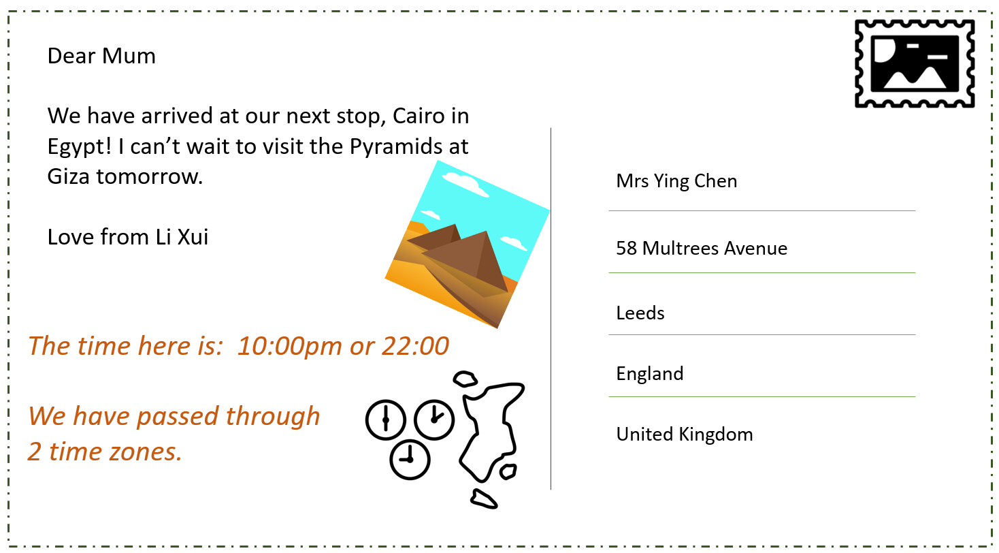 Dear Mum
We have arrived at our next stop, Cairo in
Egypt! I can’t wait to visit the Pyramids at
Giza tomorrow.
Love from Li Xui
The time here is:  10:00pm or 22:00
We have passed through
2 time zones.
Mrs Ying Chen
58 Multrees Avenue
Leeds
England
United Kingdom